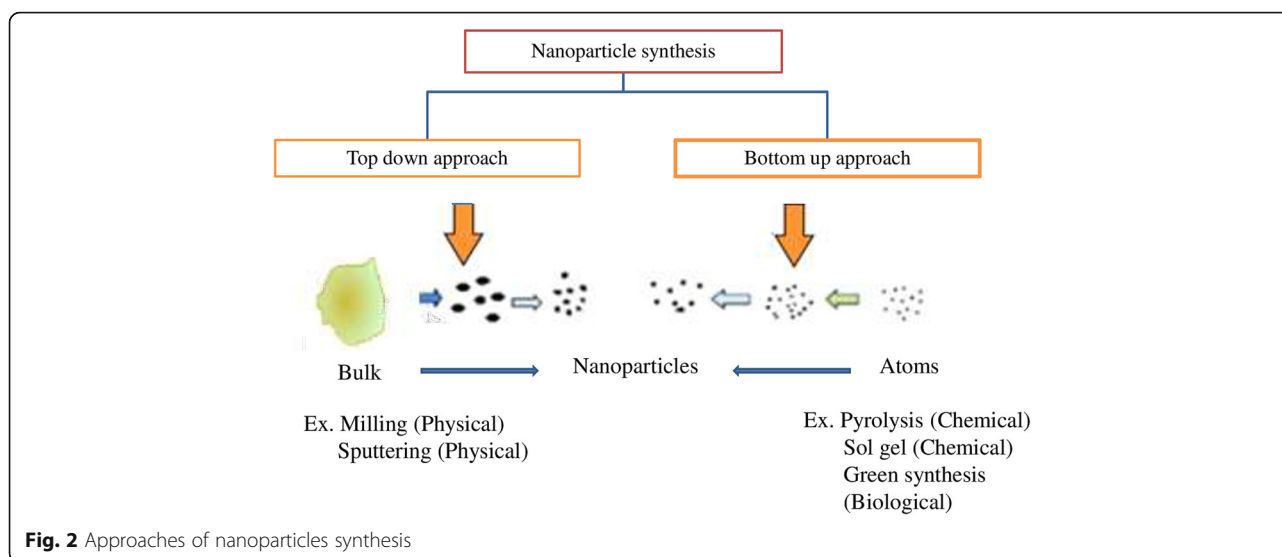 Nanoparticle synthesis
Top down approach
Bottom up approach
Bulk
Nanoparticles
Atoms
Ex. Milling (Physical)
Sputtering (Physical)
Ex. Pyrolysis (Chemical)
Sol gel (Chemical)
Green synthesis
(Biological)
Fig. 2 Approaches of nanoparticles synthesis